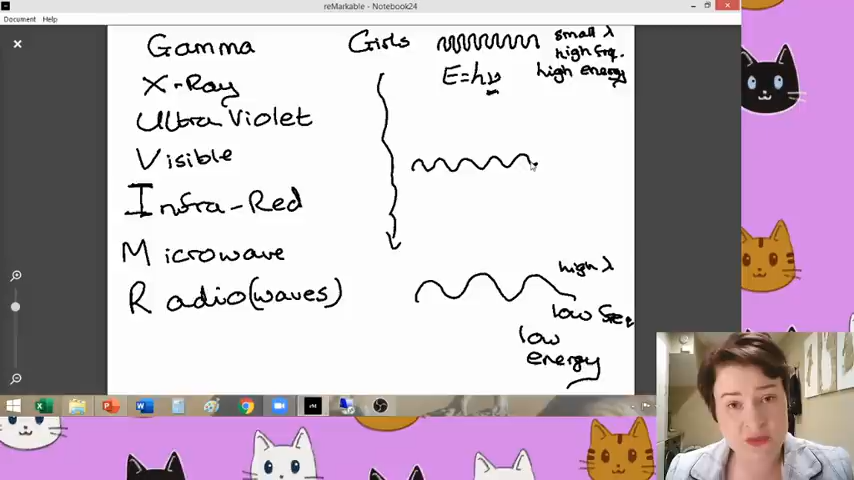 reMarkable - Notebook24
Document Help
Gamma
X-Ray
Ultra Violet
Visible
Infra-Red
Microwave
Radio(waves)
Girls
E=hν
small λ
high freq.
high energy
high λ
low freq.
low
energy